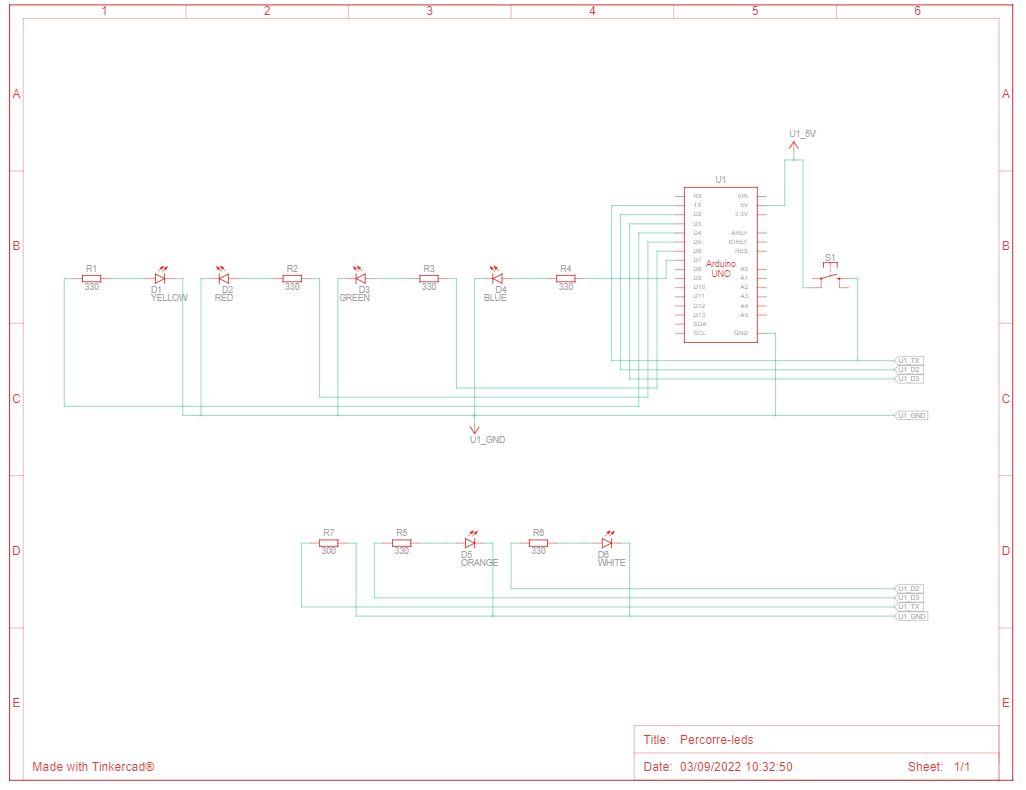 1 2 3 4 5 6
A A
U1_5V
U1
RX VIN
TX 5V
D2 3.3V
D3
D4 AREF
D5 IOREF
D6 RES
D7
D8 A0
D9 A1
D10 A2
D11 A3
D12 A4
D13 A5
SDA
SCL GND
Arduino
UNO
B B
S1
R1 R2 R3 R4
330 330 330 330
D1 D2 D3 D4
YELLOW RED GREEN BLUE
U1_TX
U1_D2
U1_D3
C C
U1_GND
U1_GND
R7 R5 R6
300 330 330
D D
D5 D6
ORANGE WHITE
U1_D2
U1_D3
U1_TX
U1_GND
E E
Title: Percorre-leds
Made with Tinkercad®
Date: 03/09/2022 10:32:50 Sheet: 1/1